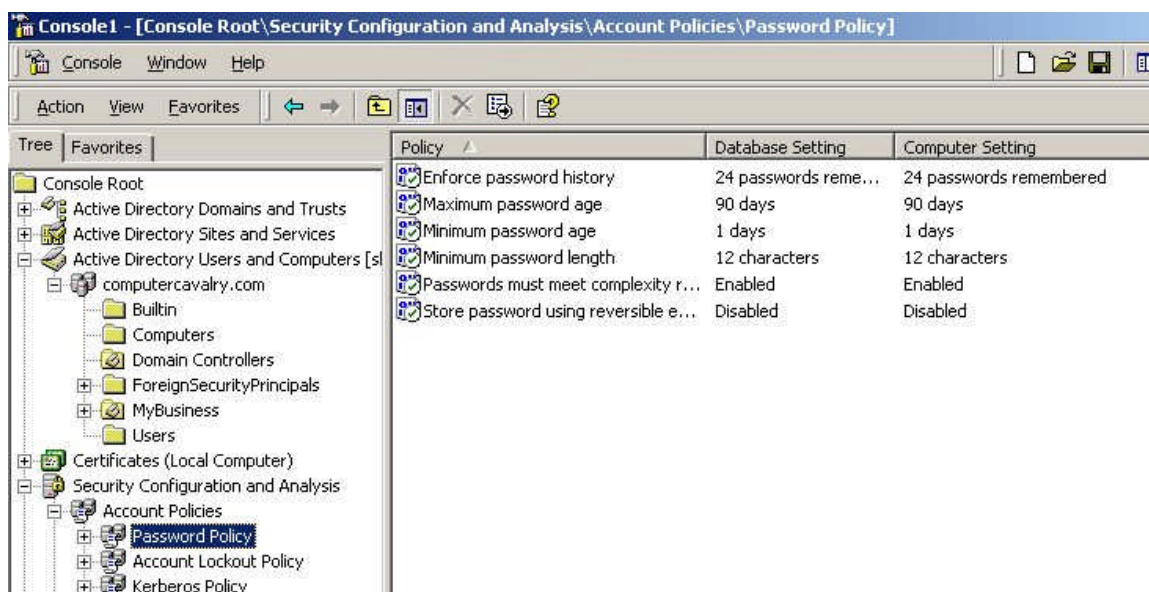 Console1 - [Console Root\Security Configuration and Analysis\Account Policies\Password Policy]
Console Window Help
Action View Favorites
Tree Favorites
Policy Database Setting Computer Setting
Console Root
Active Directory Domains and Trusts
Active Directory Sites and Services
Active Directory Users and Computers [sl
computercavalry.com
Builtin
Computers
Domain Controllers
ForeignSecurityPrincipals
MyBusiness
Users
Certificates (Local Computer)
Security Configuration and Analysis
Account Policies
Password Policy
Account Lockout Policy
Kerberos Policy
Enforce password history 24 passwords reme... 24 passwords remembered
Maximum password age 90 days 90 days
Minimum password age 1 days 1 days
Minimum password length 12 characters 12 characters
Passwords must meet complexity r... Enabled Enabled
Store password using reversible e... Disabled Disabled